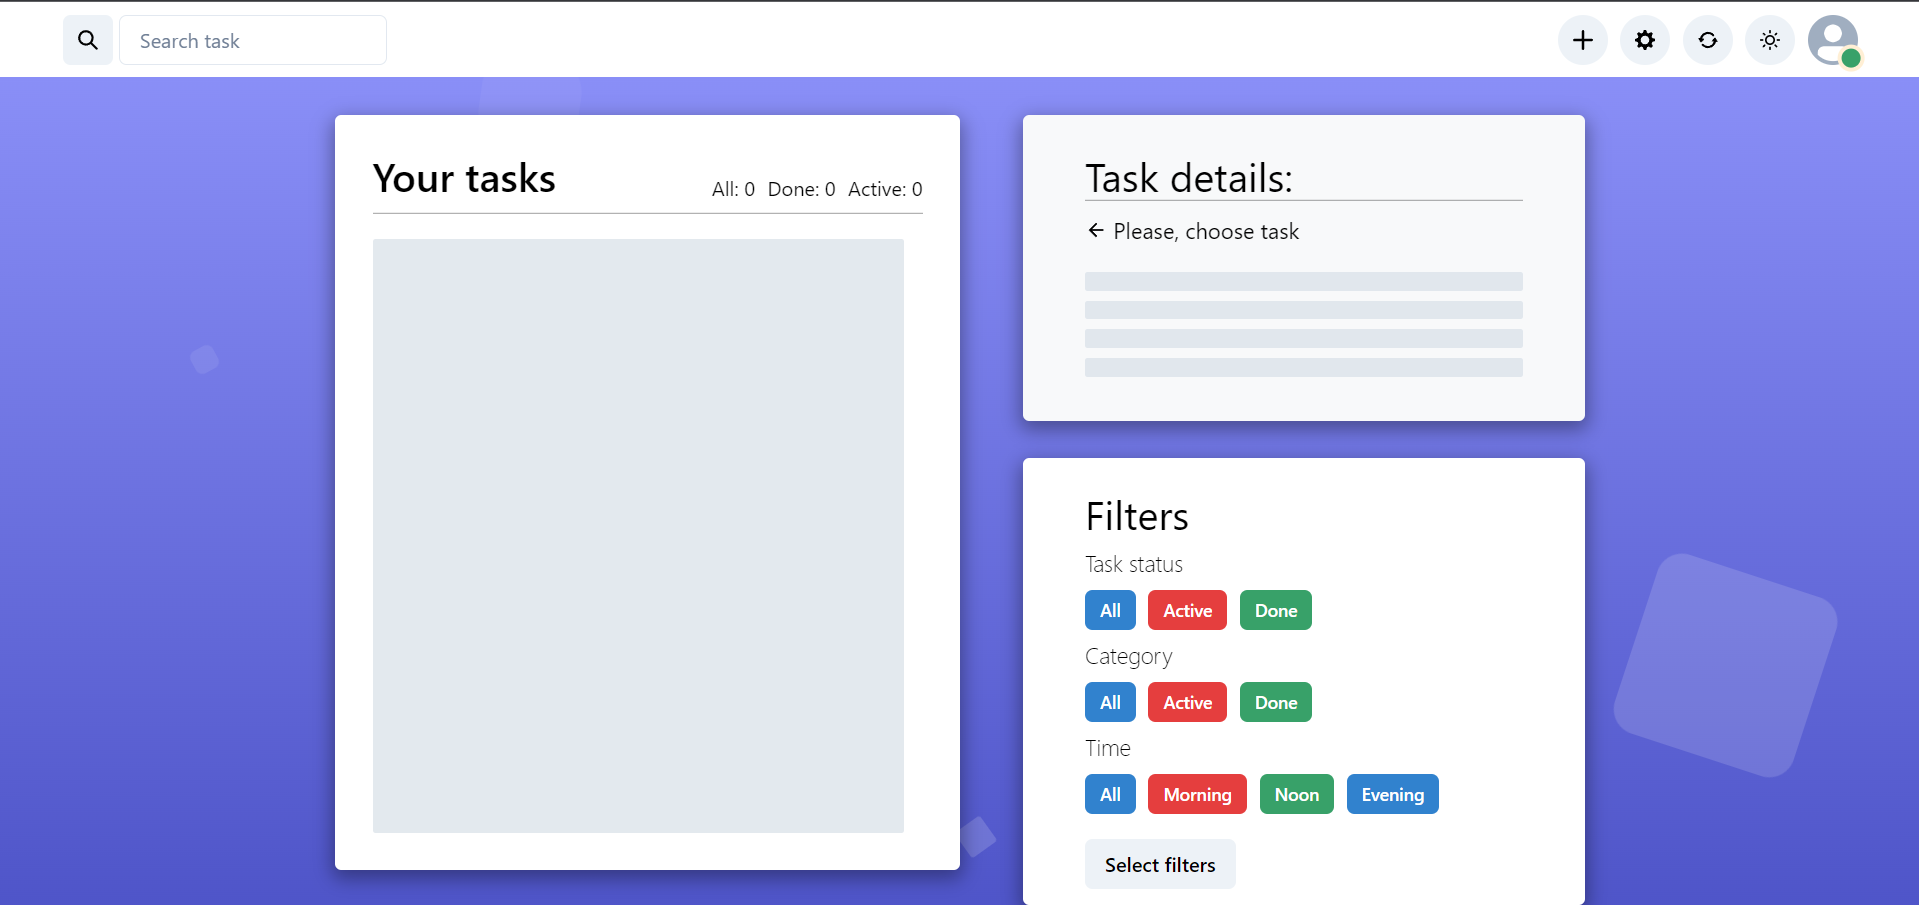 Search task
Your tasks
All: 0 Done: 0 Active: 0
Task details:
Please, choose task
Filters
Task status
All Active Done
Category
All Active Done
Time
All Morning Noon Evening
Select filters